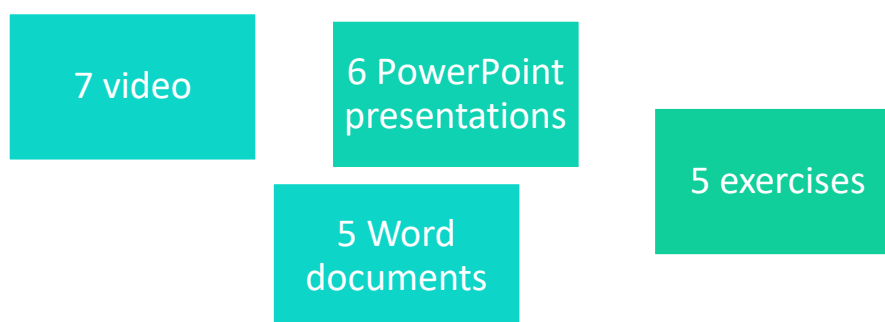 7 video
6 PowerPoint
presentations
5 exercises
5 Word
documents